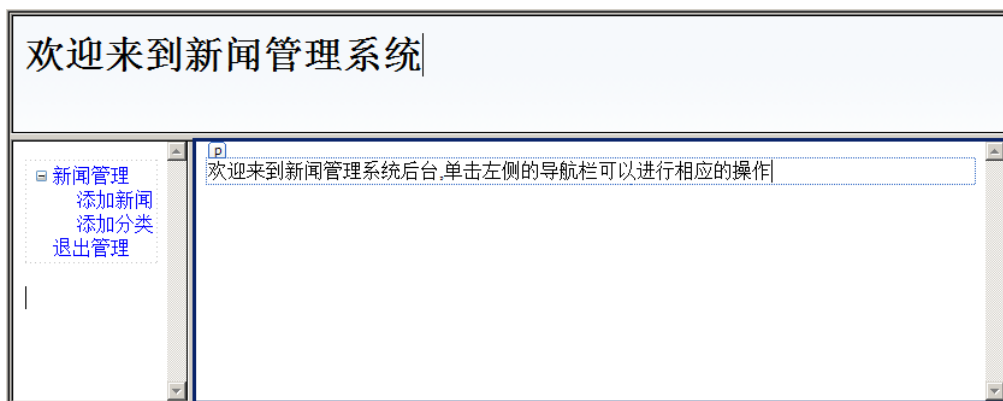 欢迎来到新闻管理系统
新闻管理
添加新闻
添加分类
退出管理
p
欢迎来到新闻管理系统后台,单击左侧的导航栏可以进行相应的操作